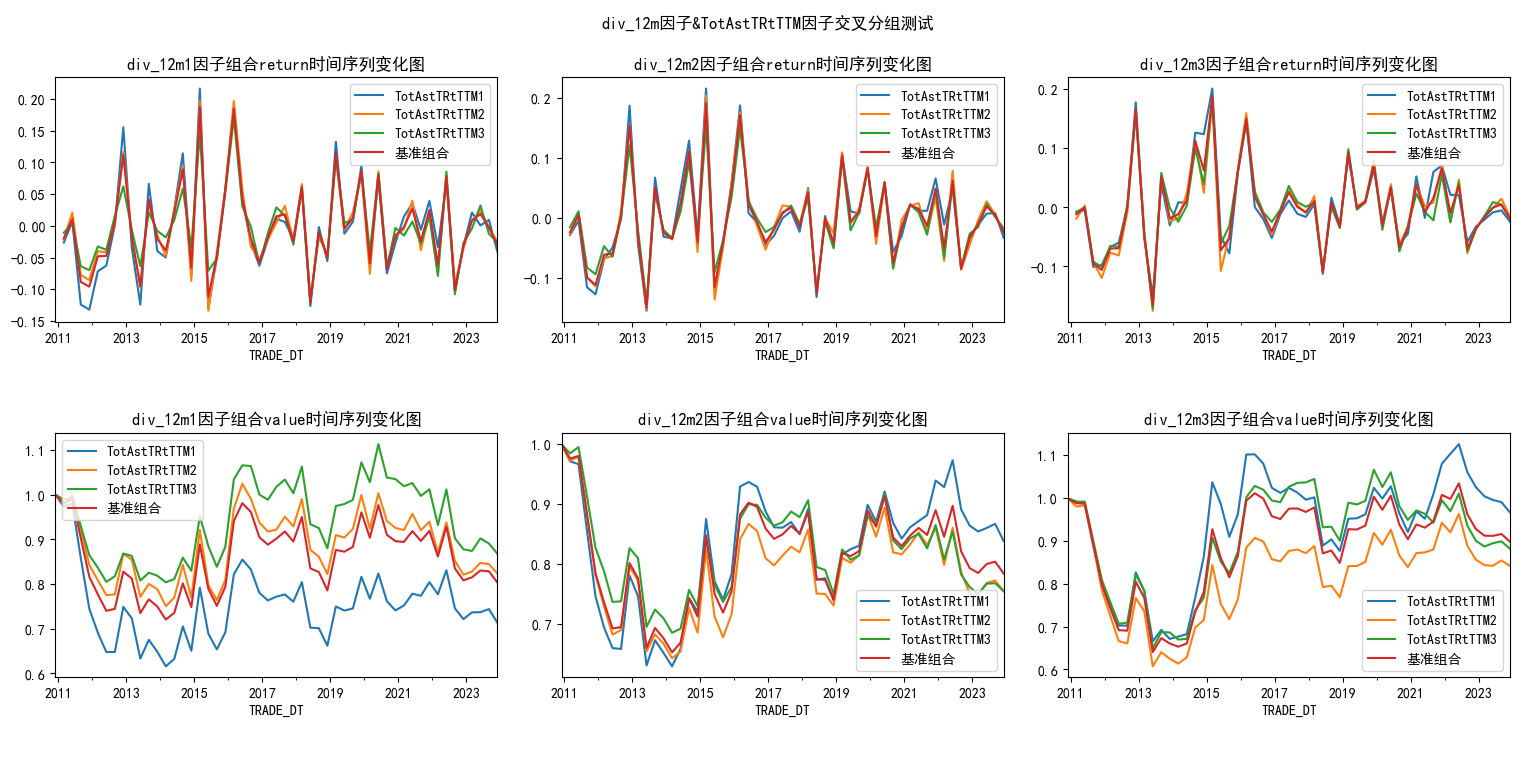 div_12m因子&TotAstTRtTTM因子交叉分组测试
div_12m1因子组合return时间序列变化图
TotAstTRtTTM1
TotAstTRtTTM2
TotAstTRtTTM3
基准组合
0.20
0.15
0.10
0.05
0.00
−0.05
−0.10
−0.15
2011 2013 2015 2017 2019 2021 2023
TRADE_DT
div_12m2因子组合return时间序列变化图
TotAstTRtTTM1
TotAstTRtTTM2
TotAstTRtTTM3
基准组合
0.2
0.1
0.0
−0.1
2011 2013 2015 2017 2019 2021 2023
TRADE_DT
div_12m3因子组合return时间序列变化图
TotAstTRtTTM1
TotAstTRtTTM2
TotAstTRtTTM3
基准组合
0.2
0.1
0.0
−0.1
2011 2013 2015 2017 2019 2021 2023
TRADE_DT
div_12m1因子组合value时间序列变化图
TotAstTRtTTM1
TotAstTRtTTM2
TotAstTRtTTM3
基准组合
1.1
1.0
0.9
0.8
0.7
0.6
2011 2013 2015 2017 2019 2021 2023
TRADE_DT
div_12m2因子组合value时间序列变化图
1.0
0.9
0.8
0.7
TotAstTRtTTM1
TotAstTRtTTM2
TotAstTRtTTM3
基准组合
2011 2013 2015 2017 2019 2021 2023
TRADE_DT
div_12m3因子组合value时间序列变化图
1.1
1.0
0.9
0.8
0.7
0.6
TotAstTRtTTM1
TotAstTRtTTM2
TotAstTRtTTM3
基准组合
2011 2013 2015 2017 2019 2021 2023
TRADE_DT